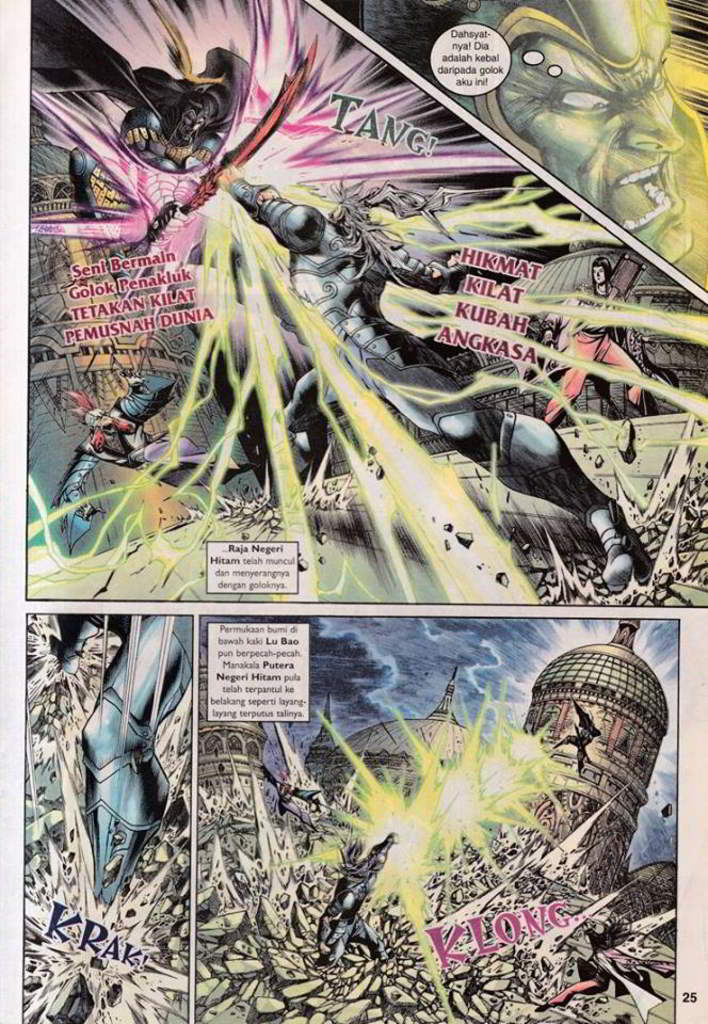 Dahsyat-
nya! Dia
adalah kebal
daripada golok
aku ini!
TANG!
Seni Bermain
Golok Penakluk
TETAKAN KILAT
PEMUSNAH DUNIA
HIKMAT
KILAT
KUBAH
ANGKASA
...Raja Negeri
Hitam telah muncul
dan menyerangnya
dengan goloknya.
KRAK!
Permukaan bumi di
bawah kaki Lu Bao
pun berpecah-pecah.
Manakala Putera
Negeri Hitam pula
telah terpantul ke
belakang seperti layang-
layang terputus talinya.
KLONG...
25